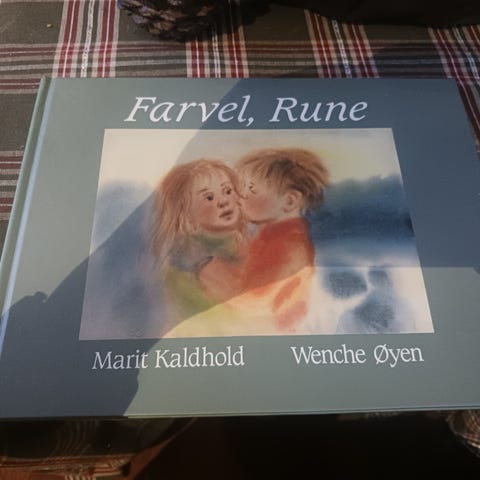 Farvel, Rune
Marit Kaldhold Wenche Øyen